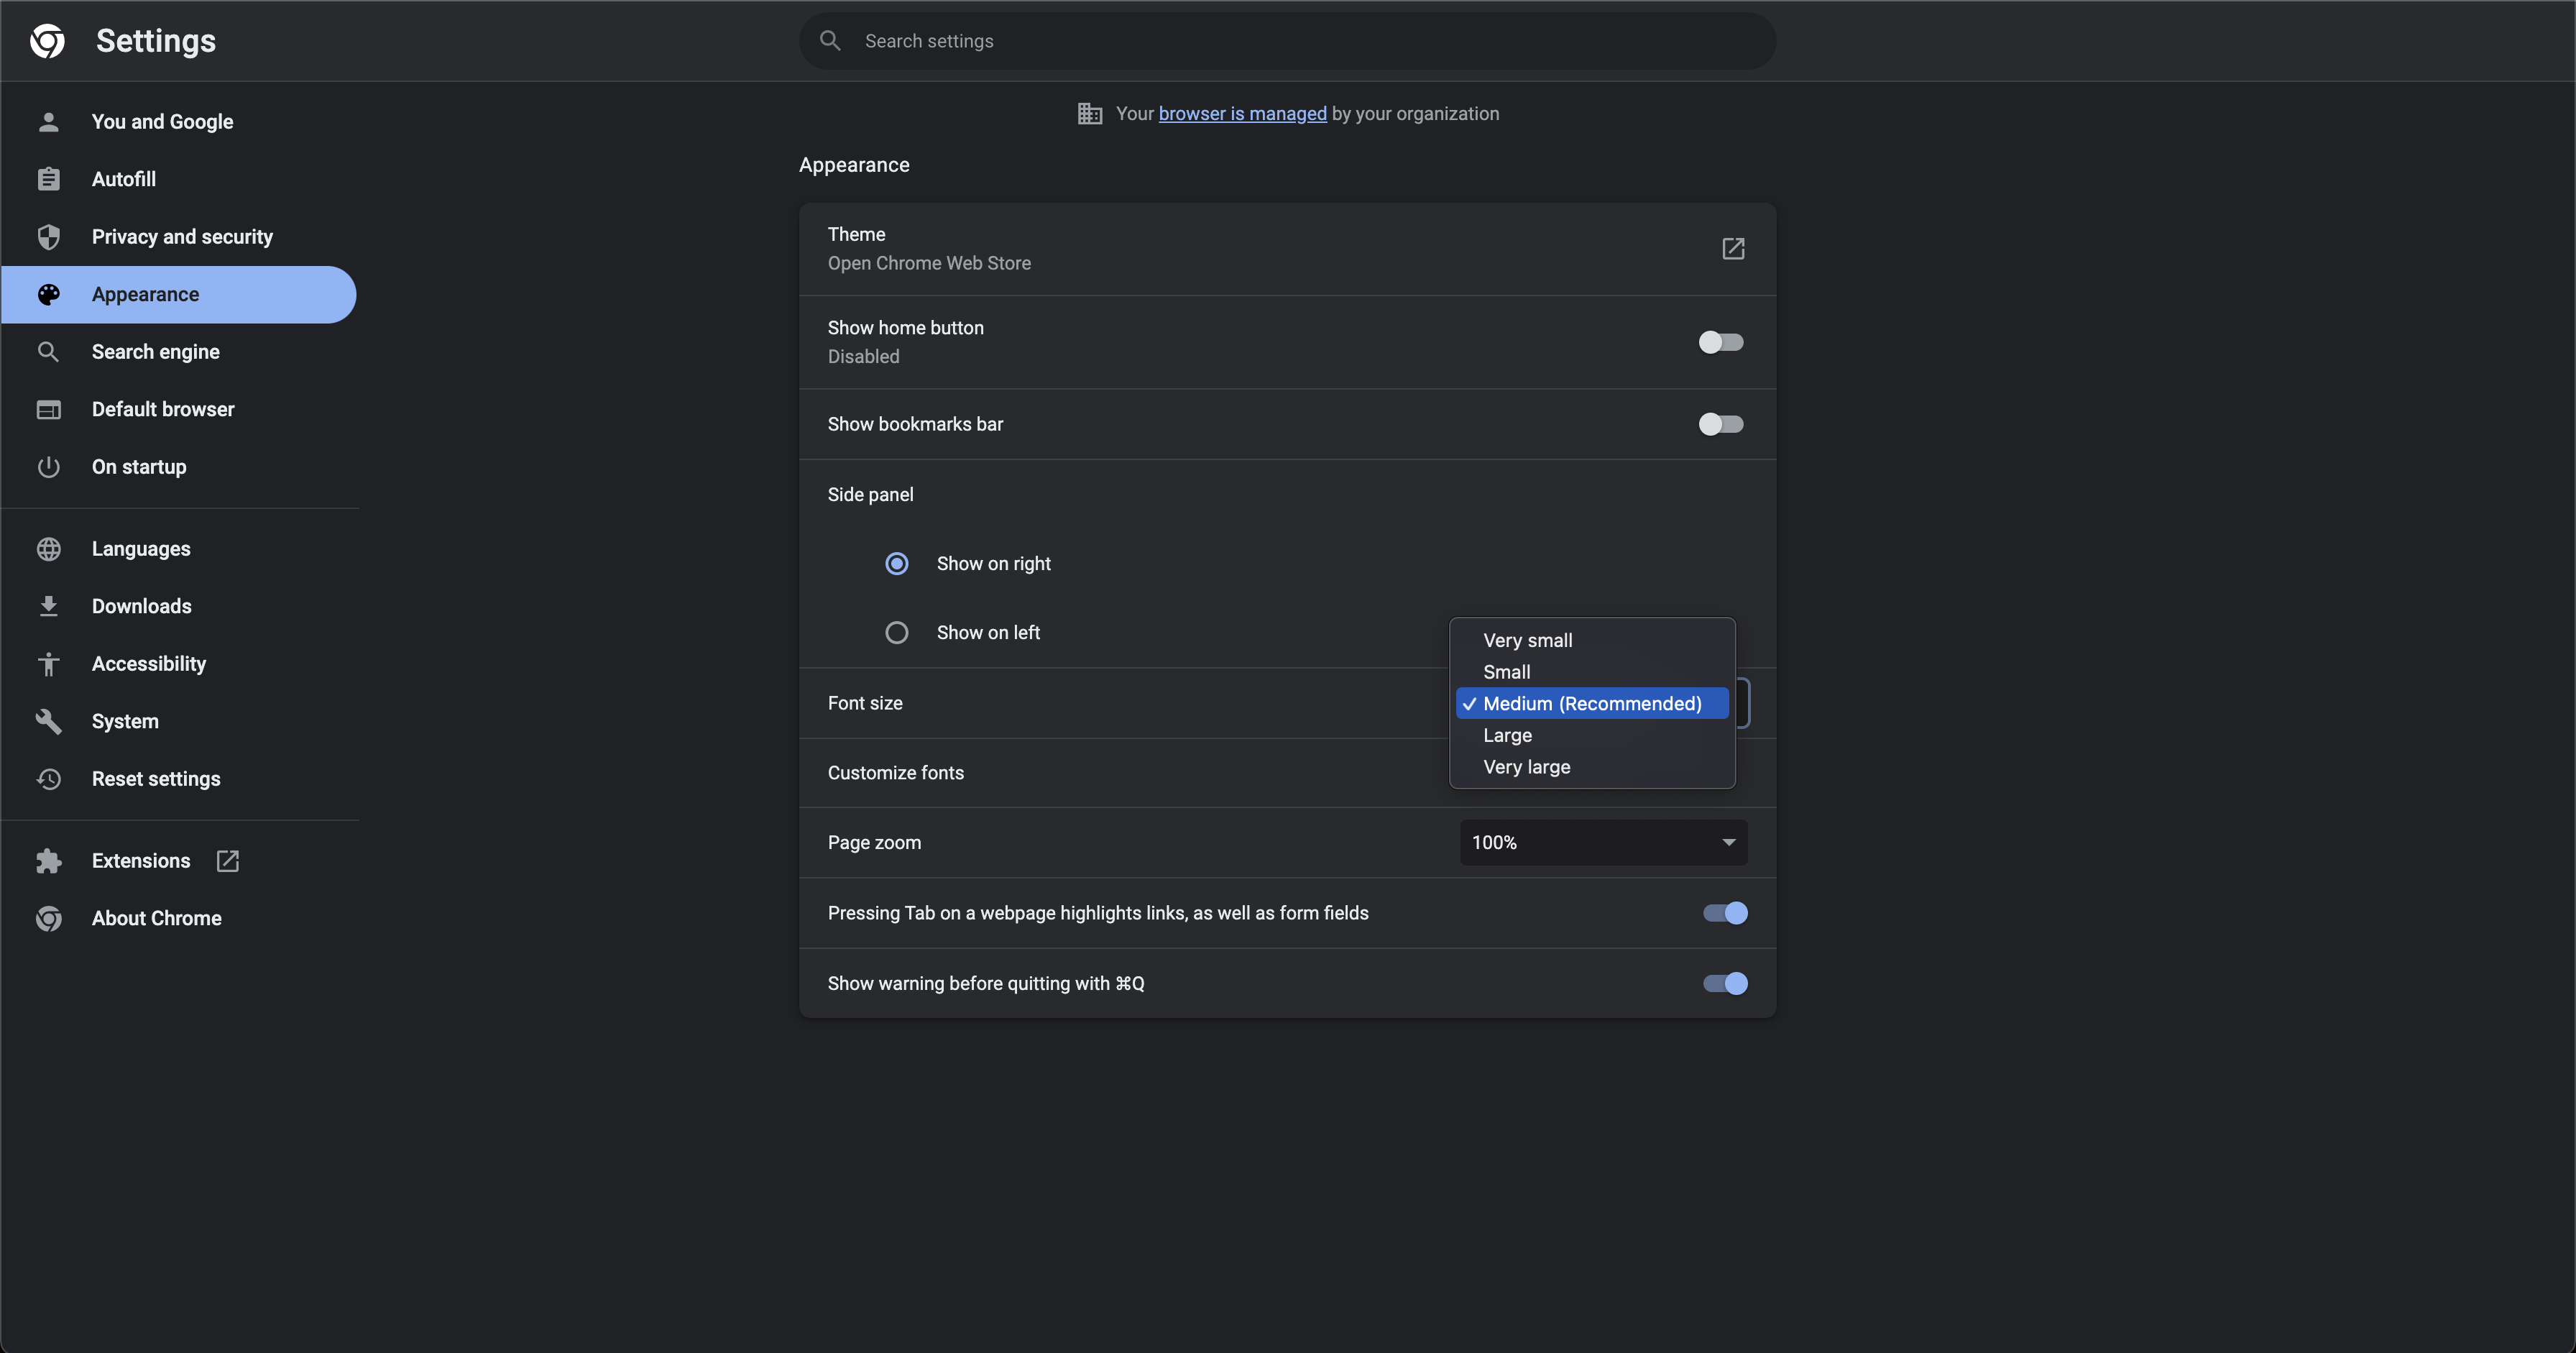 Settings
Search settings
You and Google
Autofill
Privacy and security
Appearance
Search engine
Default browser
On startup
Languages
Downloads
Accessibility
System
Reset settings
Extensions
About Chrome
Your browser is managed by your organization
Appearance
Theme
Open Chrome Web Store
Show home button
Disabled
Show bookmarks bar
Side panel
Show on right
Show on left
Font size
Very small
Small
✓ Medium (Recommended)
Large
Very large
Customize fonts
Page zoom
100%
Pressing Tab on a webpage highlights links, as well as form fields
Show warning before quitting with ⌘Q